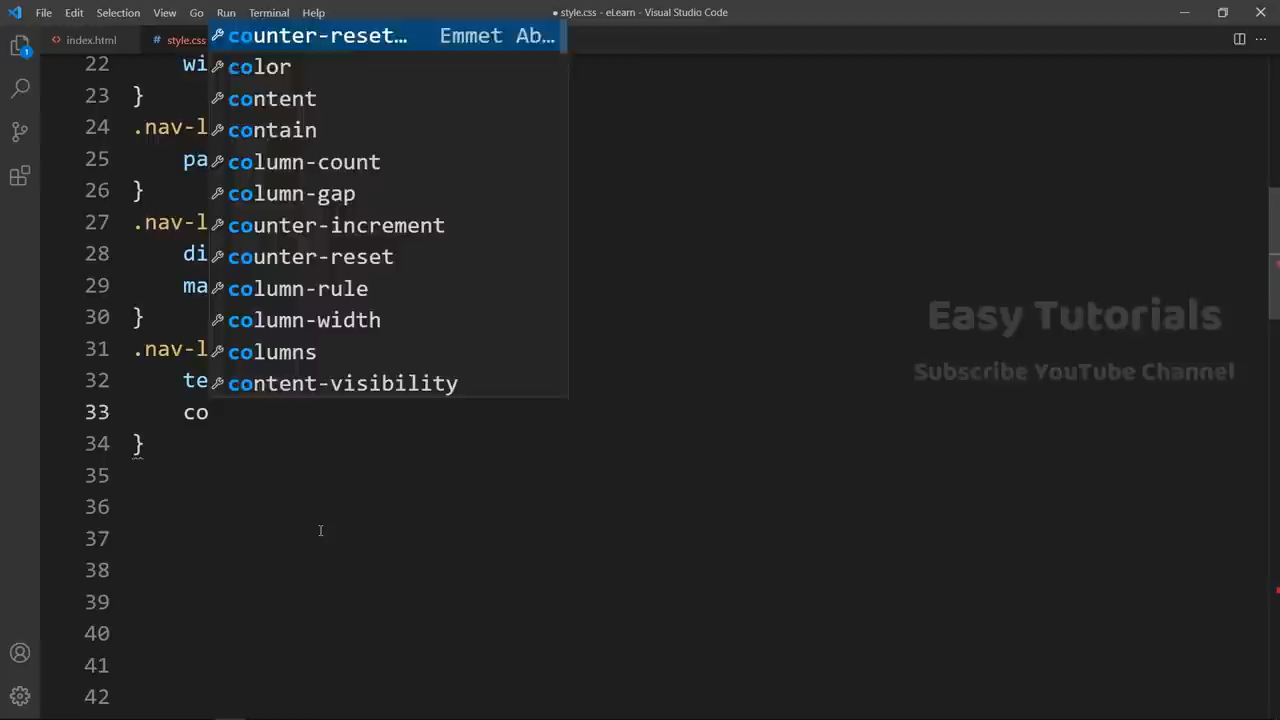 File Edit Selection View Go Run Terminal Help
● style.css - eLearn - Visual Studio Code
<> index.html
# style.css
1
22 wi
23 }
24 .nav-l
25 pa
26 }
27 .nav-l
28 di
29 ma
30 }
31 .nav-l
32 te
33 co
34 }
35
36
37
38
39
40
41
42
counter-reset… Emmet Ab…
color
content
contain
column-count
column-gap
counter-increment
counter-reset
column-rule
column-width
columns
content-visibility
Easy Tutorials
Subscribe YouTube Channel